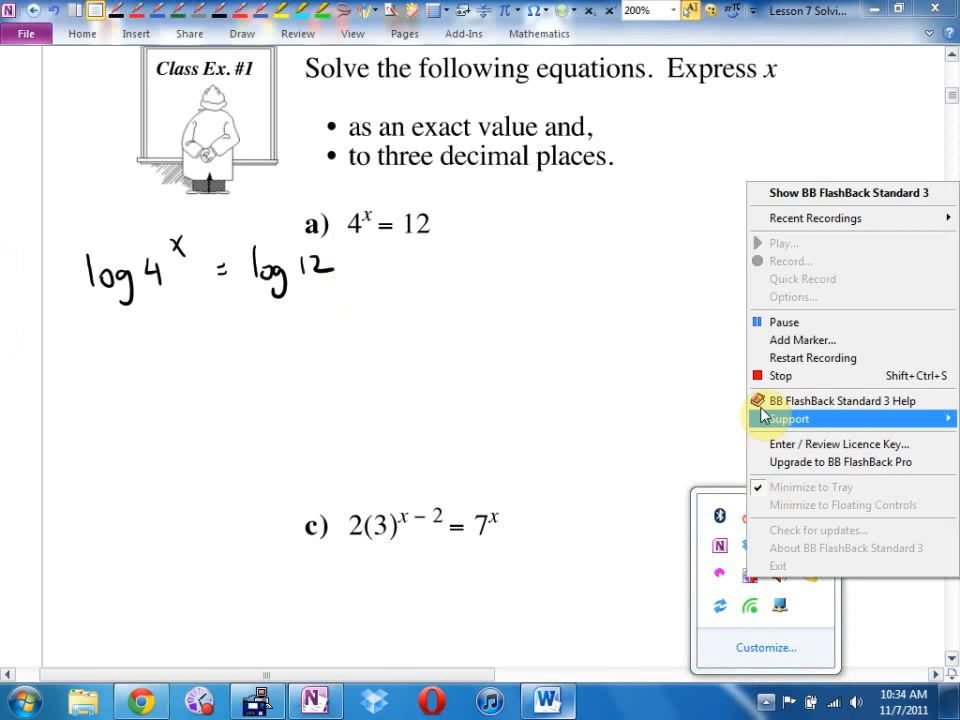 200%
Lesson 7 Solvi...
File Home Insert Share Draw Review View Pages Add-Ins Mathematics
Class Ex. #1
Solve the following equations. Express x
• as an exact value and,
• to three decimal places.
a) 4^x = 12
log 4^x = log 12
c) 2(3)^(x − 2) = 7^x
Show BB FlashBack Standard 3
Recent Recordings
Play...
Record...
Quick Record
Options...
Pause
Add Marker...
Restart Recording
Stop Shift+Ctrl+S
BB FlashBack Standard 3 Help
Support
Enter / Review Licence Key...
Upgrade to BB FlashBack Pro
Minimize to Tray
Minimize to Floating Controls
Check for updates...
About BB FlashBack Standard 3
Exit
Customize...
10:34 AM
11/7/2011